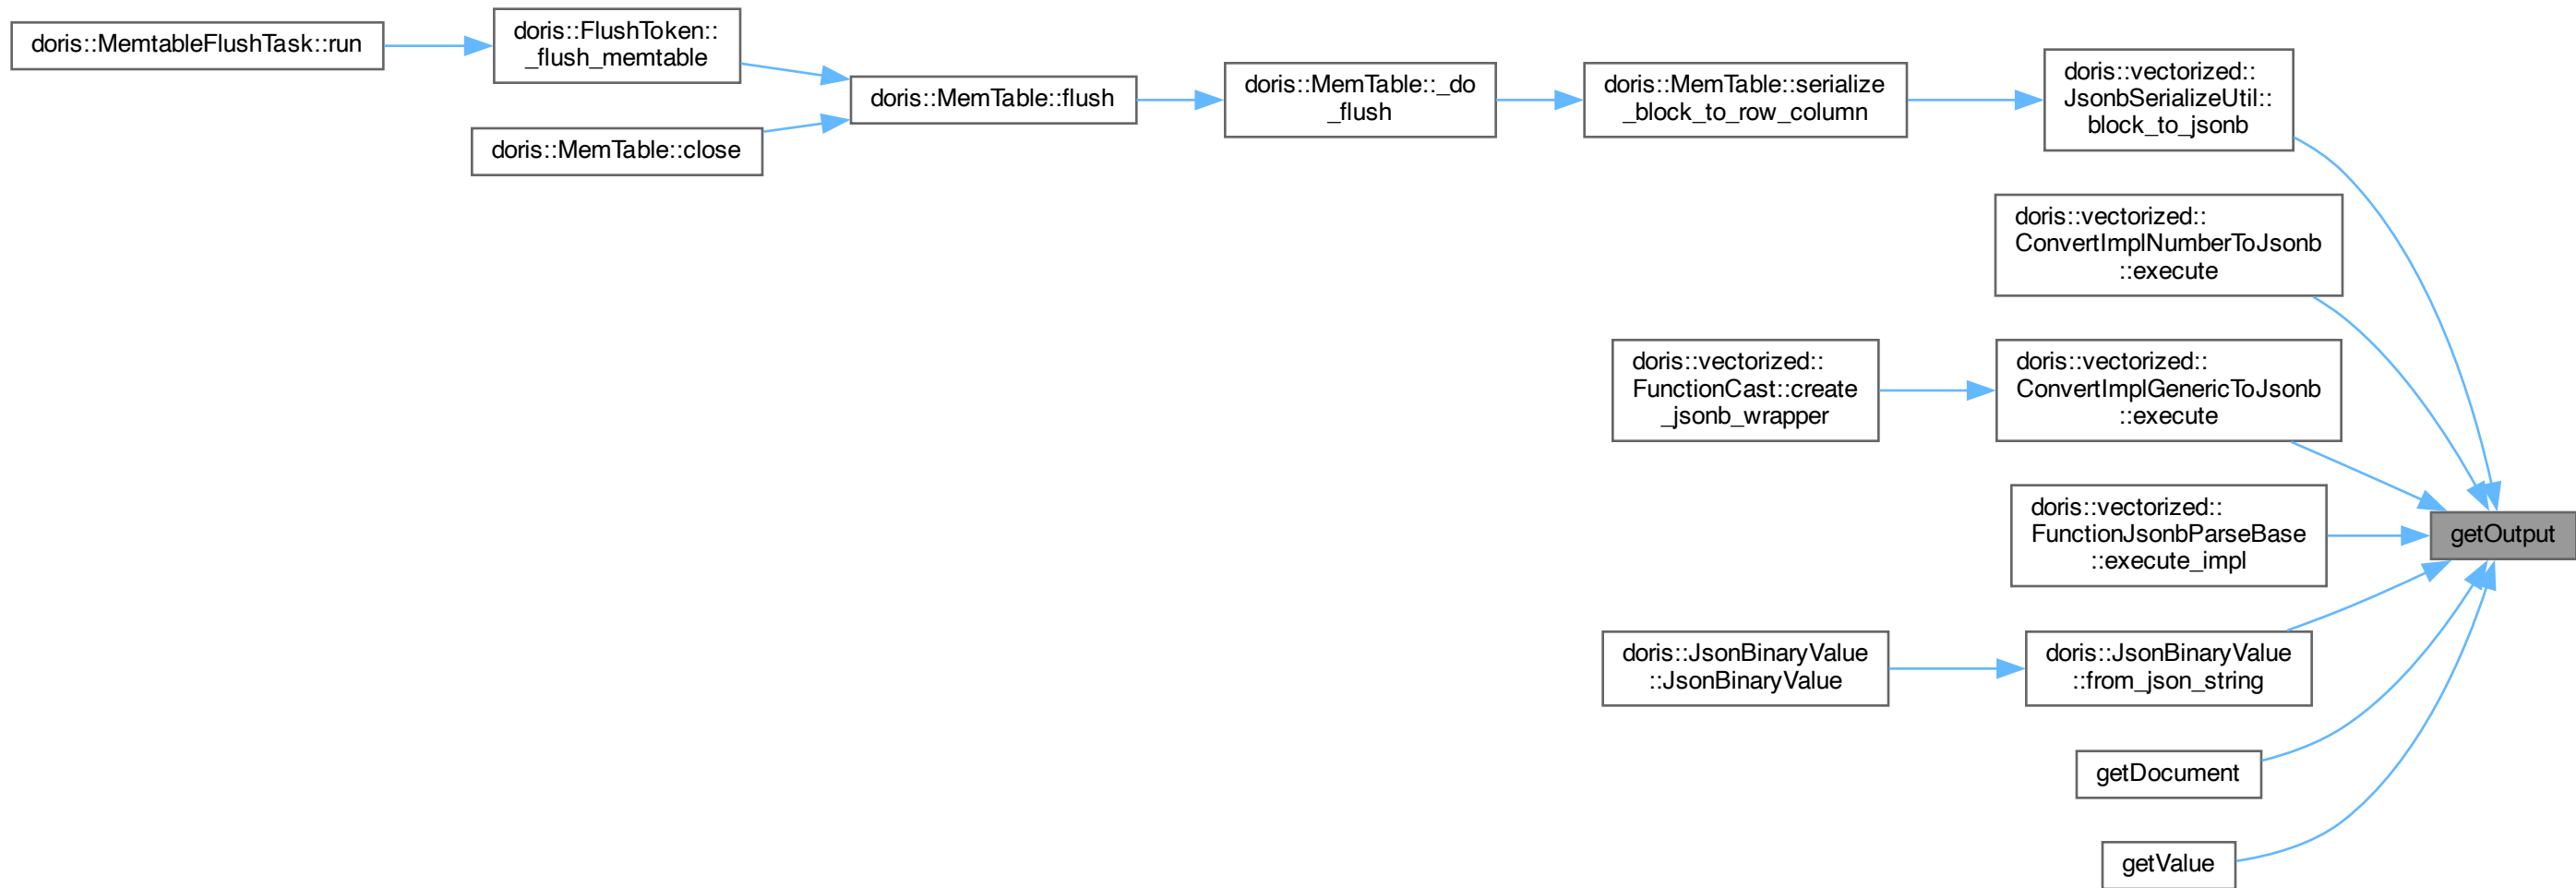 doris::MemtableFlushTask::run
doris::FlushToken::
_flush_memtable
doris::MemTable::close
doris::MemTable::flush
doris::MemTable::_do
_flush
doris::MemTable::serialize
_block_to_row_column
doris::vectorized::
JsonbSerializeUtil::
block_to_jsonb
doris::vectorized::
ConvertImplNumberToJsonb
::execute
doris::vectorized::
FunctionCast::create
_jsonb_wrapper
doris::vectorized::
ConvertImplGenericToJsonb
::execute
doris::vectorized::
FunctionJsonbParseBase
::execute_impl
getOutput
doris::JsonBinaryValue
::JsonBinaryValue
doris::JsonBinaryValue
::from_json_string
getDocument
getValue